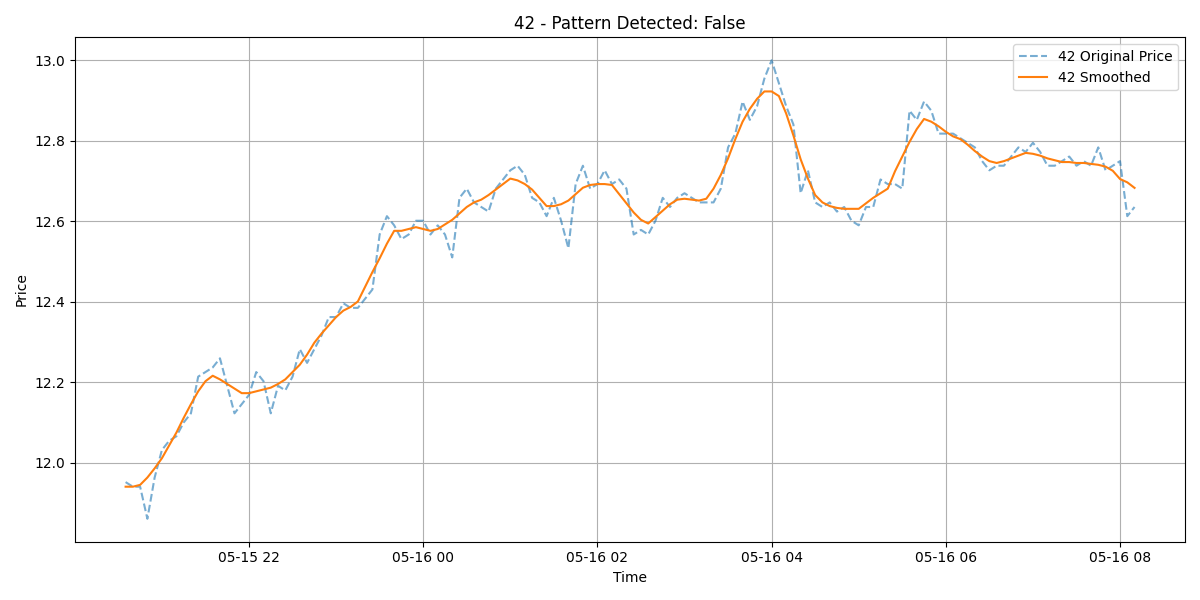 42 - Pattern Detected: False
42 Original Price
42 Smoothed
13.0
12.8
12.6
12.4
12.2
12.0
Price
05-15 22
05-16 00
05-16 02
05-16 04
05-16 06
05-16 08
Time